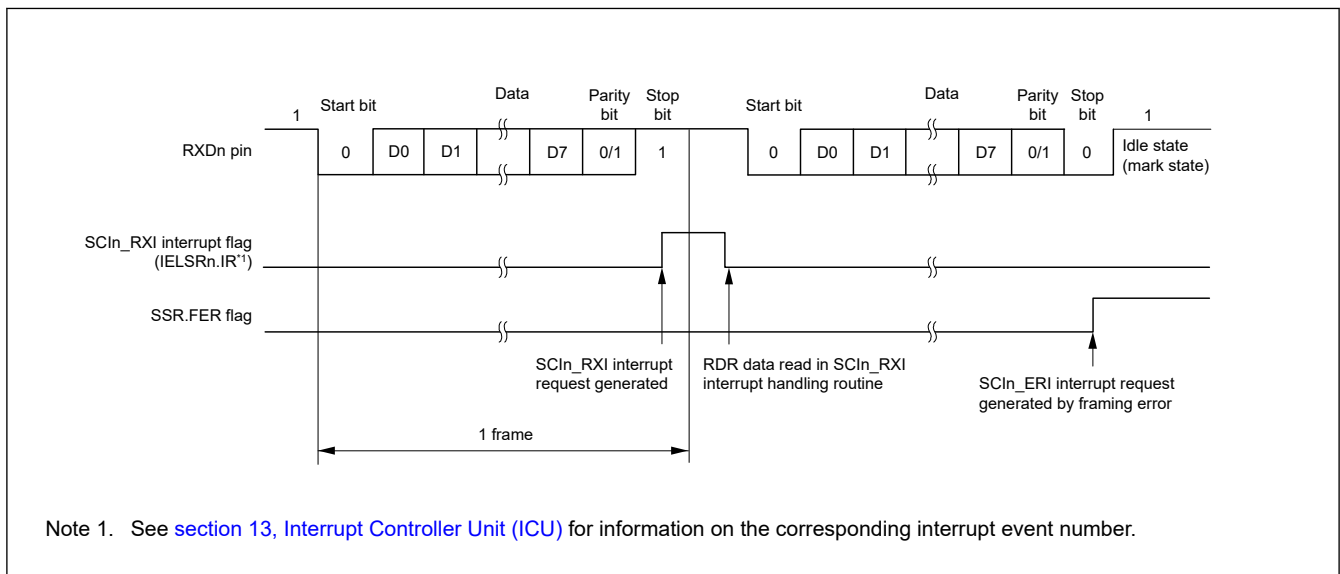 1
Start bit
Data
Parity
bit
Stop
bit
Start bit
Data
Parity
bit
Stop
bit
1
RXDn pin
0
D0
D1
D7
0/1
1
0
D0
D1
D7
0/1
0
Idle state
(mark state)
SCIn_RXI interrupt flag
(IELSRn.IR*1)
SSR.FER flag
SCIn_RXI interrupt
request generated
RDR data read in SCIn_RXI
interrupt handling routine
SCIn_ERI interrupt request
generated by framing error
1 frame
Note 1. See section 13, Interrupt Controller Unit (ICU) for information on the corresponding interrupt event number.